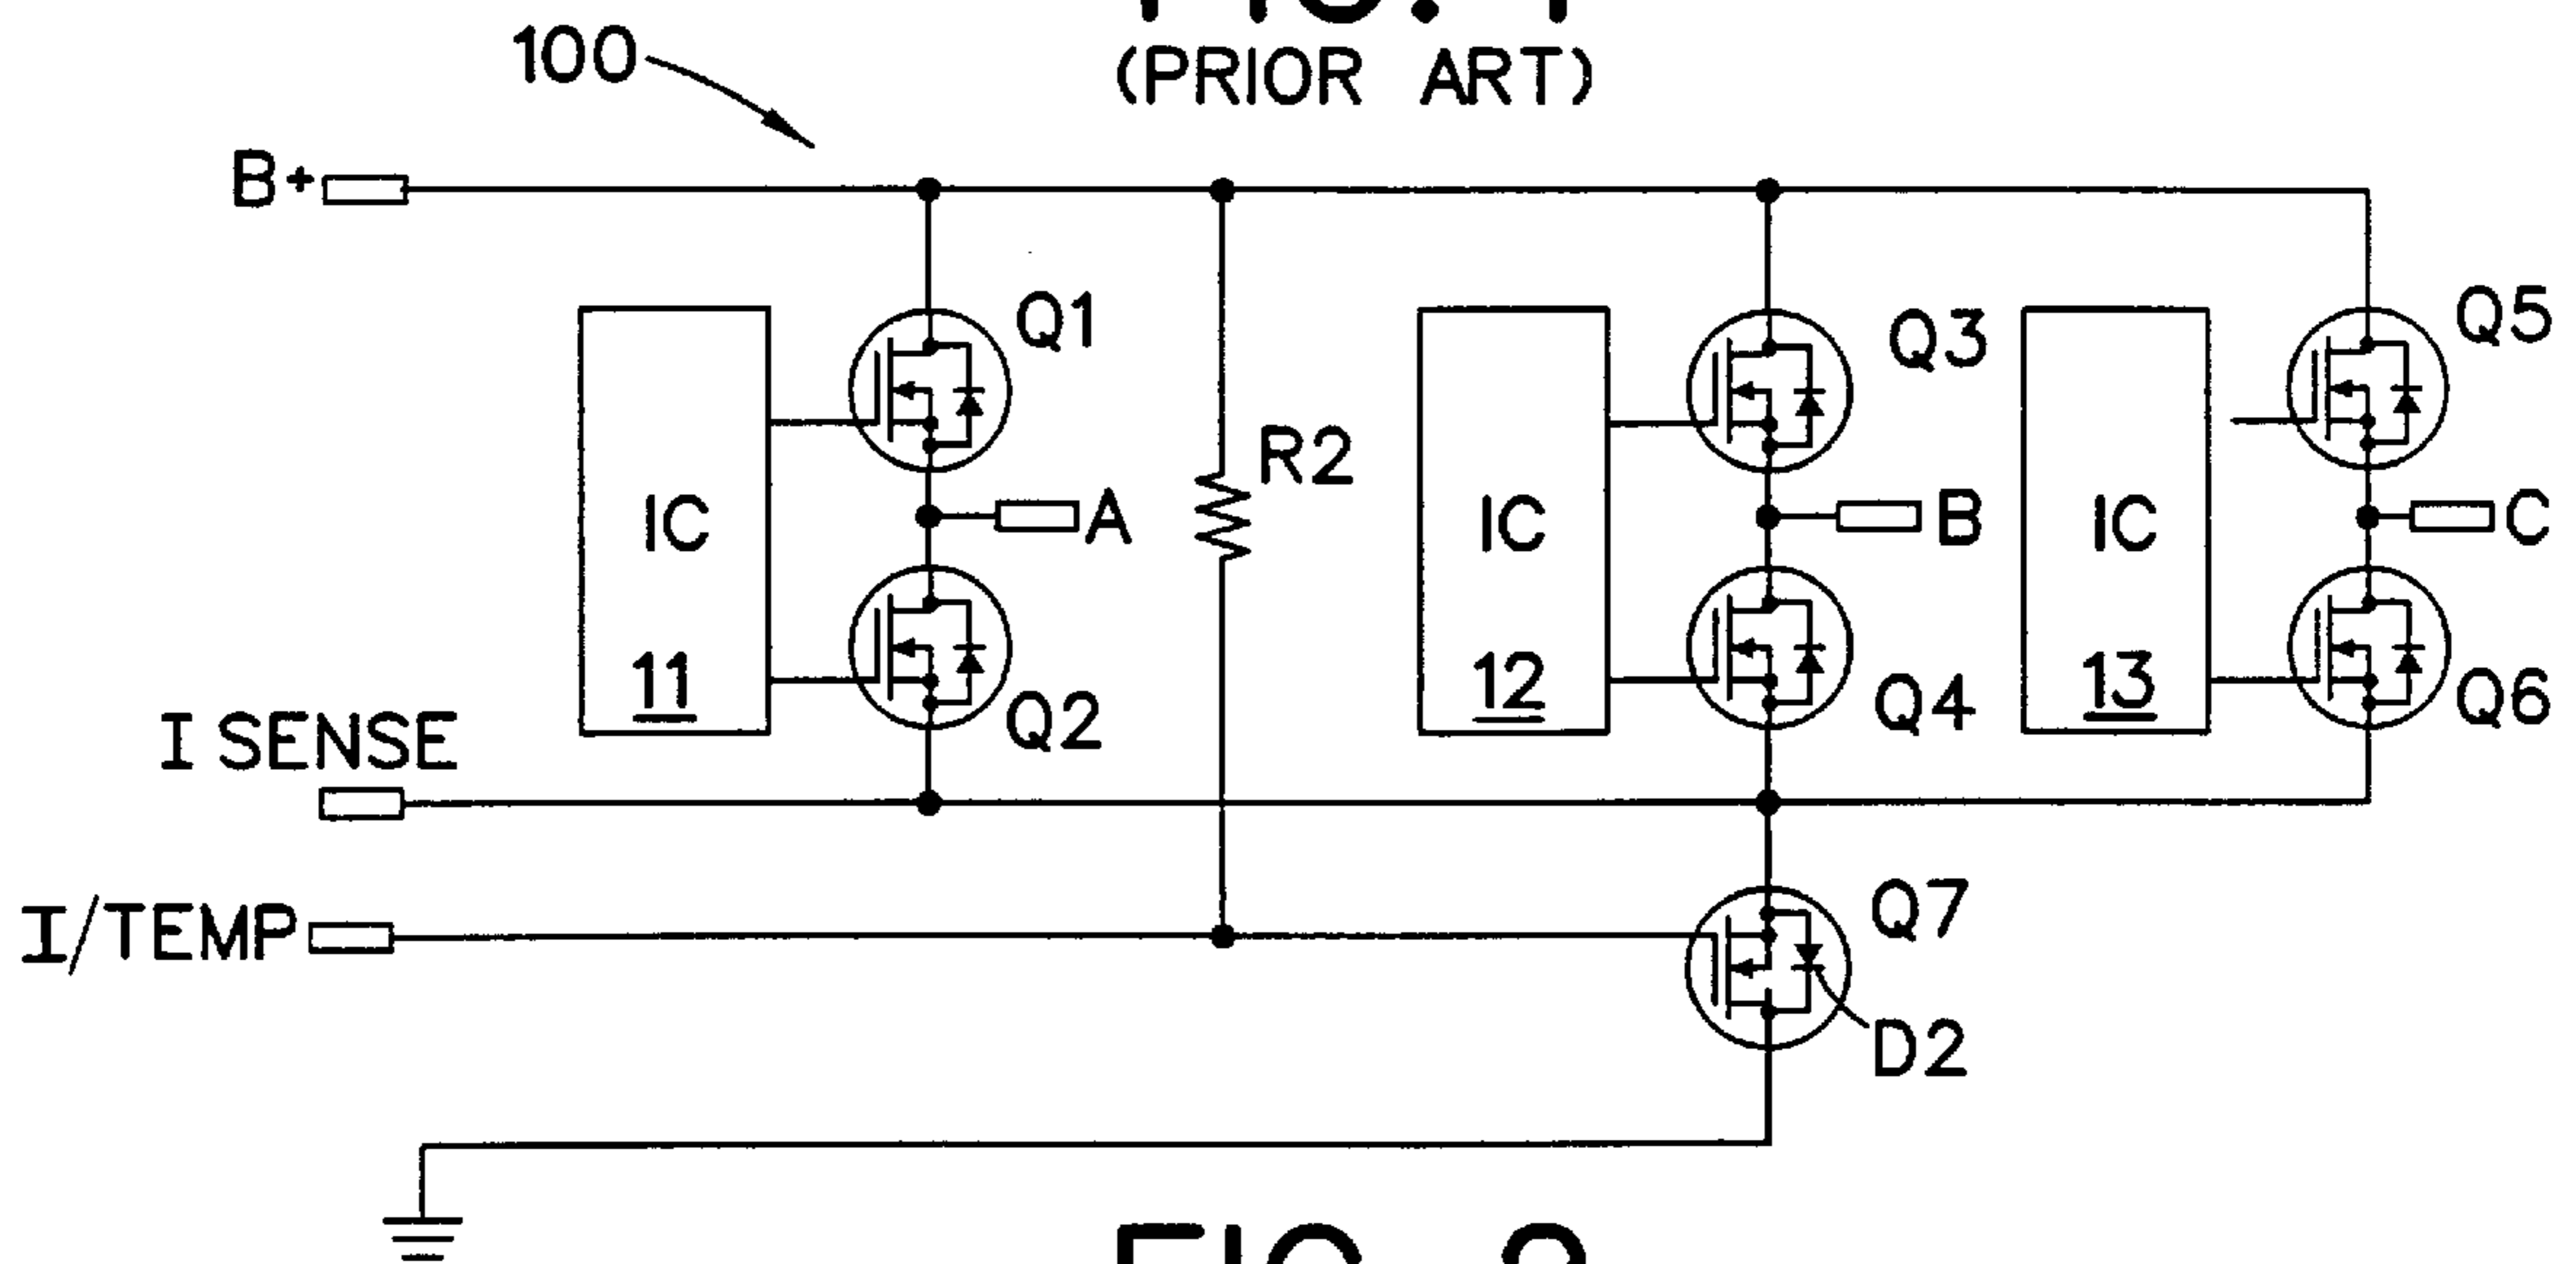 (PRIOR ART)
100
B+
Q1
Q3
Q5
R2
IC
A
IC
B
IC
C
11
12
13
Q2
Q4
Q6
I SENSE
I/TEMP
Q7
D2